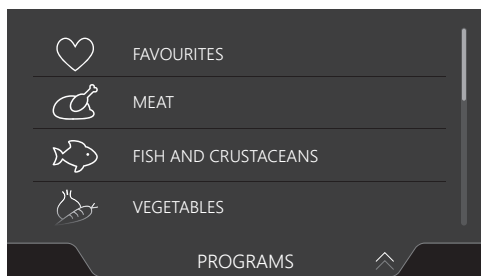 FAVOURITES
MEAT
FISH AND CRUSTACEANS
VEGETABLES
PROGRAMS